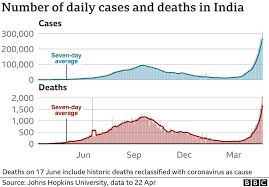 Number of daily cases and deaths in India
Cases
300,000
Seven-day
average
200,000
100,000
0
Deaths
2,000
Seven-day
average
1,500
1,000
500
0
Jun Sep Dec Mar
Deaths on 17 June include historic deaths reclassified with coronavirus as cause
Source: Johns Hopkins University, data to 22 Apr
BBC